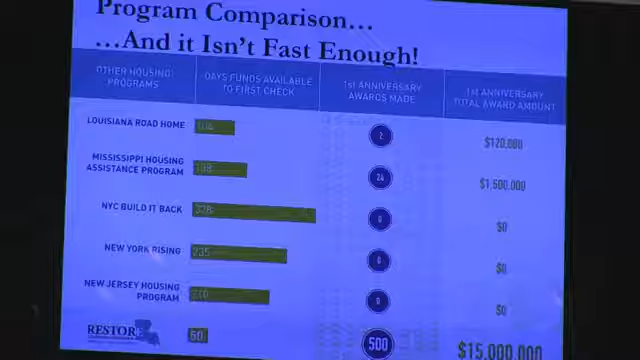 Program Comparison…
…And it Isn't Fast Enough!
OTHER HOUSING PROGRAMS
DAYS FUNDS AVAILABLE TO FIRST CHECK
1st ANNIVERSARY AWARDS MADE
1st ANNIVERSARY TOTAL AWARD AMOUNT
LOUISIANA ROAD HOME 2 $120,000
MISSISSIPPI HOUSING ASSISTANCE PROGRAM 24 $1,500,000
NYC BUILD IT BACK 0 $0
NEW YORK RISING 235 0 $0
NEW JERSEY HOUSING PROGRAM 0 $0
RESTORE 60 500 $15,000,000